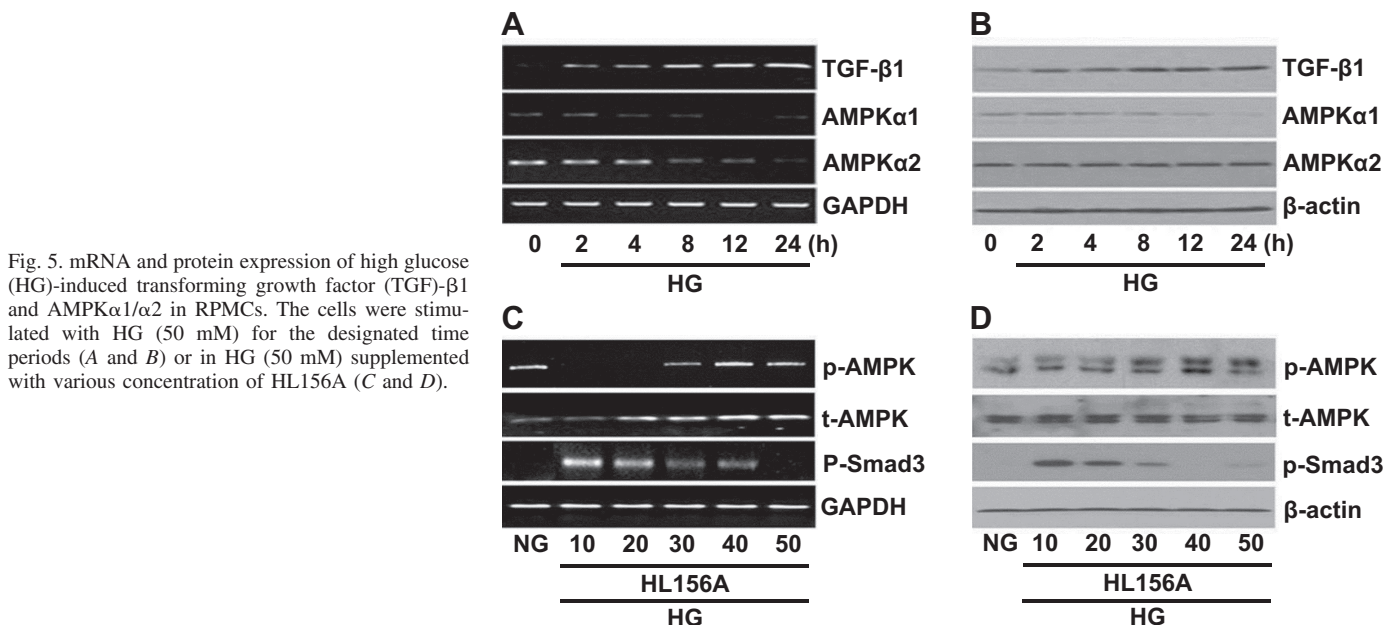 Fig. 5. mRNA and protein expression of high glucose
(HG)-induced transforming growth factor (TGF)-β1
and AMPKα1/α2 in RPMCs. The cells were stimu-
lated with HG (50 mM) for the designated time
periods (A and B) or in HG (50 mM) supplemented
with various concentration of HL156A (C and D).
A
TGF-β1
AMPKα1
AMPKα2
GAPDH
0 2 4 8 12 24 (h)
HG
B
TGF-β1
AMPKα1
AMPKα2
β-actin
0 2 4 8 12 24 (h)
HG
C
p-AMPK
t-AMPK
P-Smad3
GAPDH
NG 10 20 30 40 50
HL156A
HG
D
p-AMPK
t-AMPK
p-Smad3
β-actin
NG 10 20 30 40 50
HL156A
HG